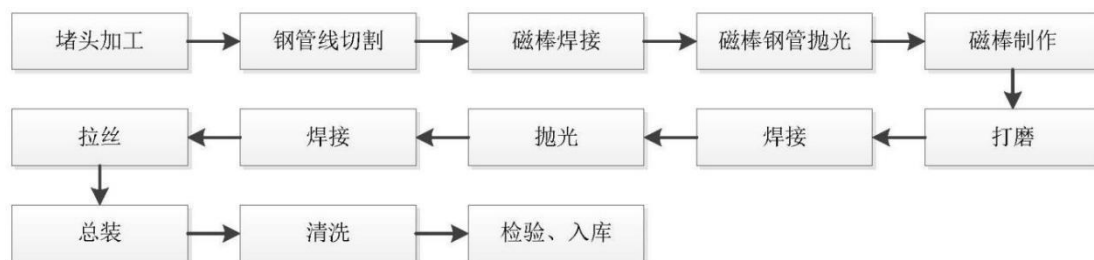 堵头加工
钢管线切割
磁棒焊接
磁棒钢管抛光
磁棒制作
打磨
焊接
抛光
焊接
拉丝
总装
清洗
检验、入库